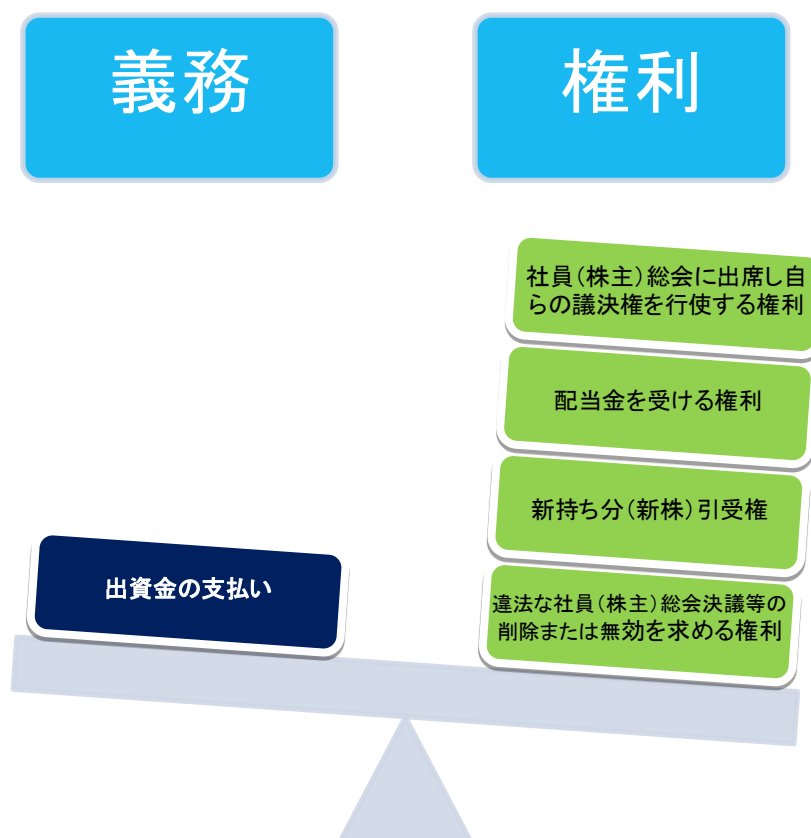 義務
権利
社員（株主）総会に出席し自
らの議決権を行使する権利
配当金を受ける権利
新持ち分（新株）引受権
出資金の支払い
違法な社員（株主）総会決議等の
削除または無効を求める権利